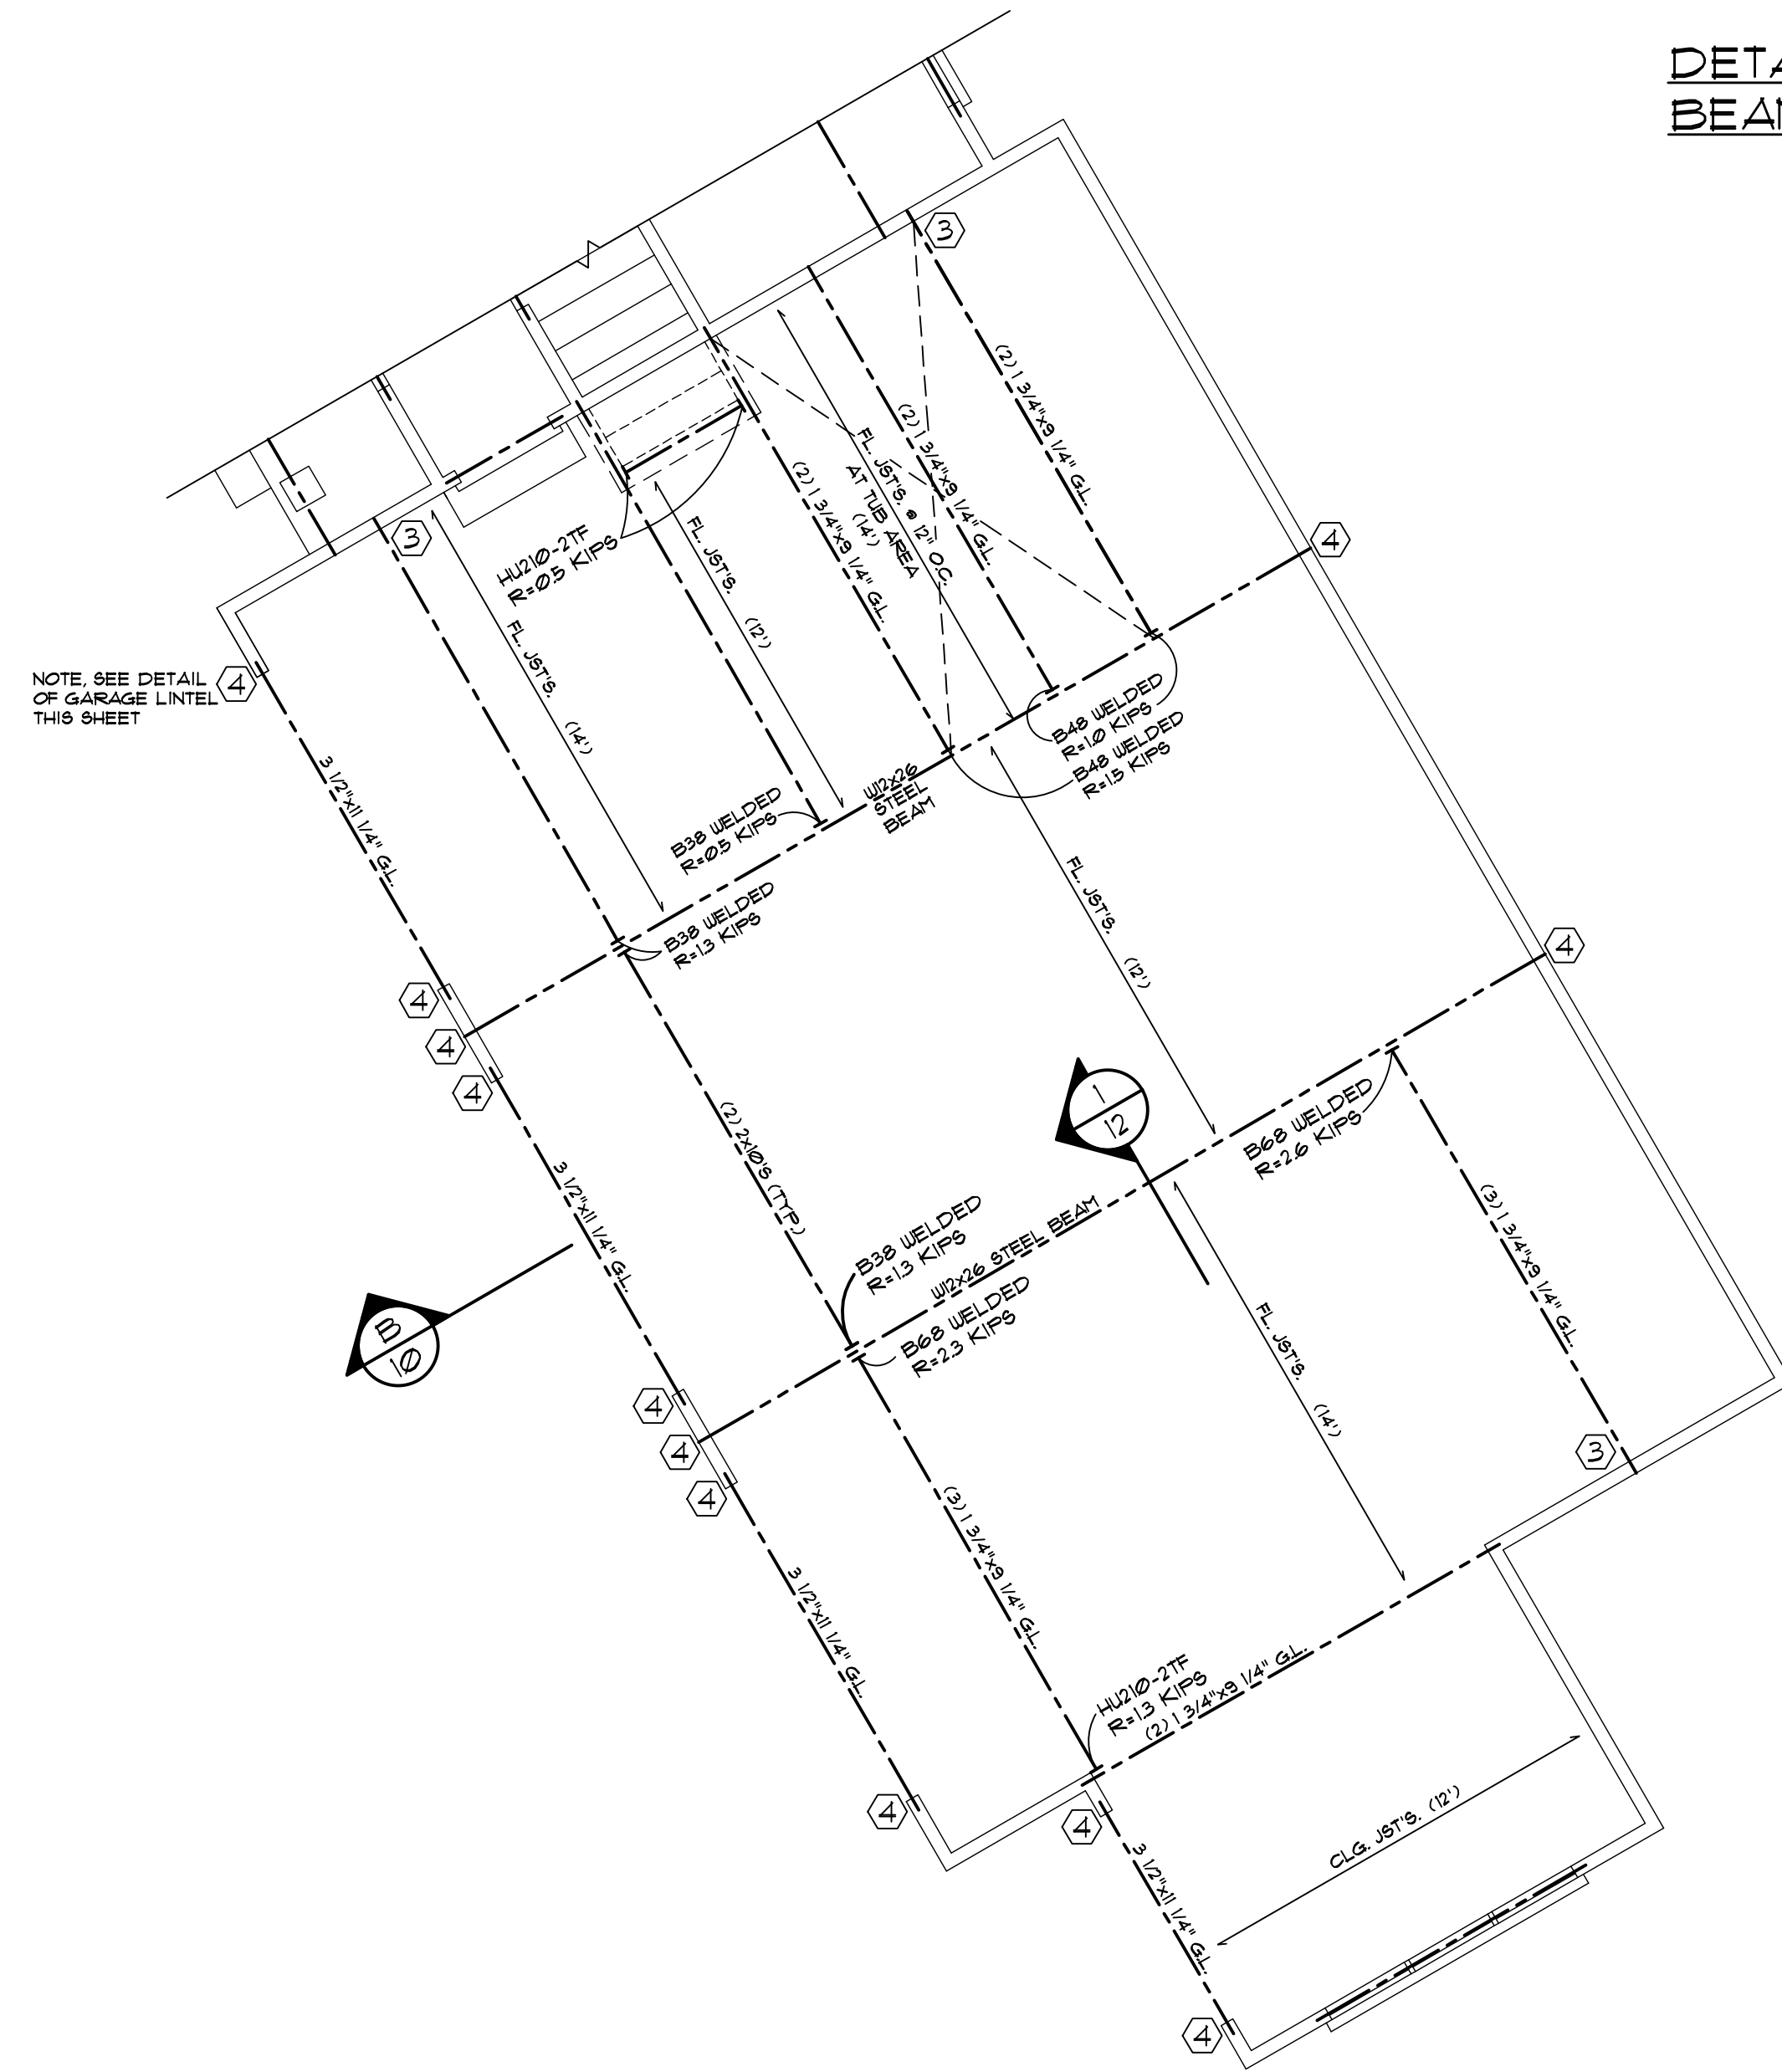 DETA
BEAM
3
3
4
HU210-2TF
R=0.5 KIPS
NOTE, SEE DETAIL
OF GARAGE LINTEL
THIS SHEET
4
(2) 1 3/4"x9 1/4" G.L.
(2) 1 3/4"x9 1/4" G.L.
(2) 1 3/4"x9 1/4" G.L.
FL. JST'S. @ 12" O.C.
AT TUB AREA
(14')
FL. JST'S. (12')
FL. JST'S. (14')
3 1/2"x11 1/4" G.L.
B48 WELDED
R=1.0 KIPS
B48 WELDED
R=1.5 KIPS
W12x26
STEEL
BEAM
B38 WELDED
R=0.5 KIPS
B38 WELDED
R=1.3 KIPS
FL. JST'S. (12')
4
4
4
4
1
12
(2) 2x10'S (TYP.)
3 1/2"x11 1/4" G.L.
B68 WELDED
R=2.6 KIPS
B38 WELDED
R=1.3 KIPS
W12x26 STEEL BEAM
B68 WELDED
R=2.3 KIPS
B
10
(3) 1 3/4"x9 1/4" G.L.
FL. JST'S. (14')
4
4
4
3
(3) 1 3/4"x9 1/4" G.L.
3 1/2"x11 1/4" G.L.
HU210-2TF
R=1.3 KIPS
(2) 1 3/4"x9 1/4" G.L.
4
4
3 1/2"x11 1/4" G.L.
CLG. JST'S. (12')
4